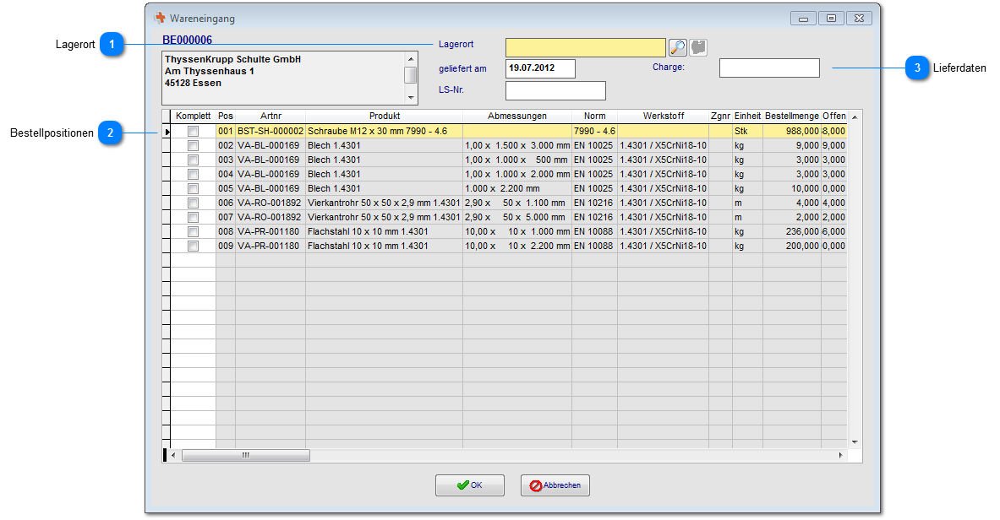 Wareneingang
Lagerort 1
BE000006
Lagerort
ThyssenKrupp Schulte GmbH
Am Thyssenhaus 1
45128 Essen
geliefert am 19.07.2012 Charge:
3 Lieferdaten
LS-Nr.
Komplett Pos Artnr Produkt Abmessungen Norm Werkstoff Zgnr Einheit Bestellmenge Offen
Bestellpositionen 2
001 BST-SH-000002 Schraube M12 x 30 mm 7990 - 4.6 7990 - 4.6 Stk 988,000 8,000
002 VA-BL-000169 Blech 1.4301 1,00 x 1.500 x 3.000 mm EN 10025 1.4301 / X5CrNi18-10 kg 9,000 9,000
003 VA-BL-000169 Blech 1.4301 1,00 x 1.000 x 500 mm EN 10025 1.4301 / X5CrNi18-10 kg 3,000 3,000
004 VA-BL-000169 Blech 1.4301 1,00 x 1.000 x 2.000 mm EN 10025 1.4301 / X5CrNi18-10 kg 3,000 3,000
005 VA-BL-000169 Blech 1.4301 1.000 x 2.200 mm EN 10025 1.4301 / X5CrNi18-10 kg 10,000 0,000
006 VA-RO-001892 Vierkantrohr 50 x 50 x 2,9 mm 1.4301 2,90 x 50 x 1.100 mm EN 10216 1.4301 / X5CrNi18-10 m 4,000 4,000
007 VA-RO-001892 Vierkantrohr 50 x 50 x 2,9 mm 1.4301 2,90 x 50 x 5.000 mm EN 10216 1.4301 / X5CrNi18-10 m 2,000 2,000
008 VA-PR-001180 Flachstahl 10 x 10 mm 1.4301 10,00 x 10 x 1.000 mm EN 10088 1.4301 / X5CrNi18-10 kg 236,000 6,000
009 VA-PR-001180 Flachstahl 10 x 10 mm 1.4301 10,00 x 10 x 2.200 mm EN 10088 1.4301 / X5CrNi18-10 kg 200,000 0,000
OK Abbrechen